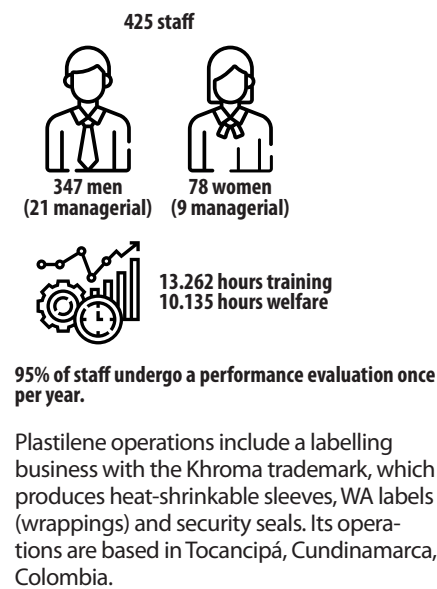 425 staff
347 men
(21 managerial)
78 women
(9 managerial)
13.262 hours training
10.135 hours welfare
95% of staff undergo a performance evaluation once
per year.
Plastilene operations include a labelling
business with the Khroma trademark, which
produces heat-shrinkable sleeves, WA labels
(wrappings) and security seals. Its opera-
tions are based in Tocancipá, Cundinamarca,
Colombia.